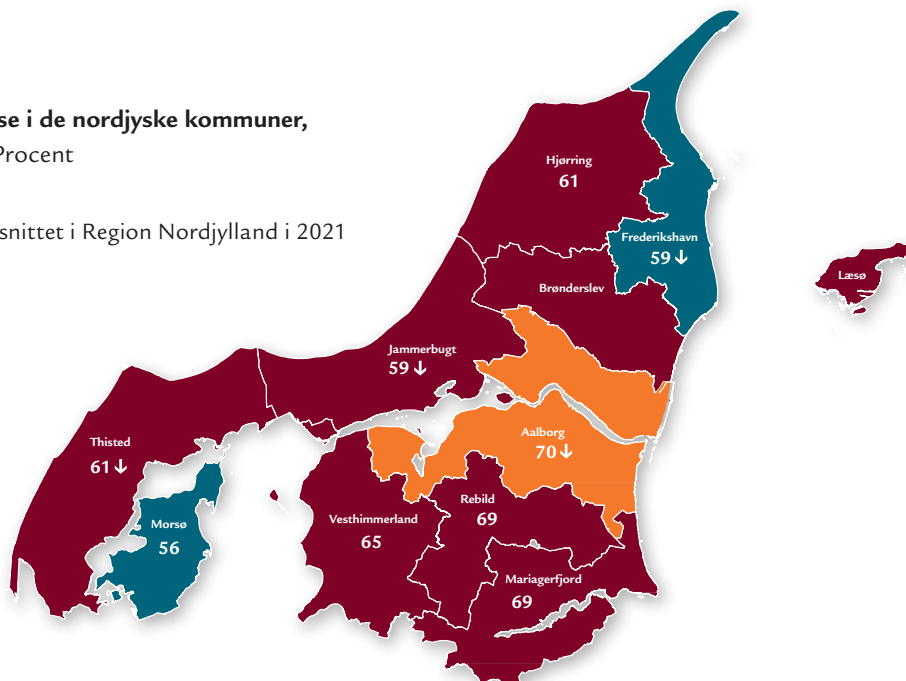 se i de nordjyske kommuner,
Procent
snittet i Region Nordjylland i 2021
Hjørring
61
Frederikshavn
59 ↓
Læsø
Brønderslev
Jammerbugt
59 ↓
Aalborg
70 ↓
Thisted
61 ↓
Rebild
69
Vesthimmerland
65
Morsø
56
Mariagerfjord
69